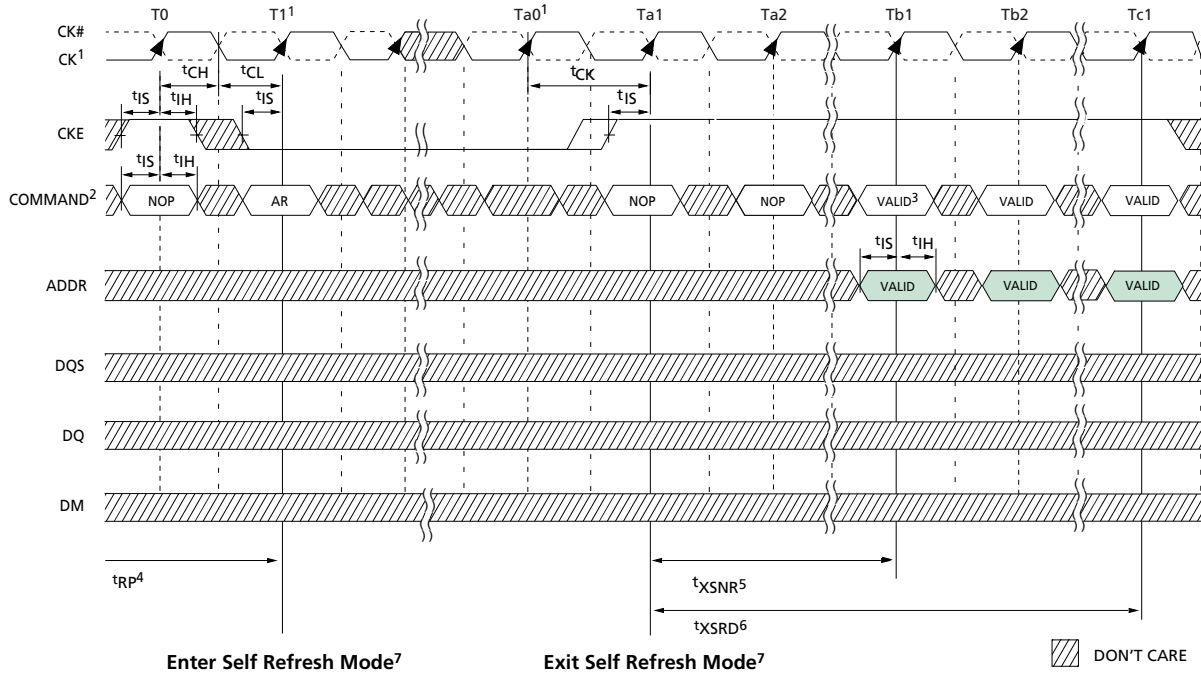 T0 T1¹ Ta0¹ Ta1 Ta2 Tb1 Tb2 Tc1
CK#
CK¹
tCH tCL tCK
tIS tIH tIS tIS
CKE
tIS tIH
COMMAND² NOP AR NOP NOP VALID³ VALID VALID
tIS tIH
ADDR VALID VALID VALID
DQS
DQ
DM
tRP⁴ tXSNR⁵
tXSRD⁶
Enter Self Refresh Mode⁷ Exit Self Refresh Mode⁷ DON'T CARE